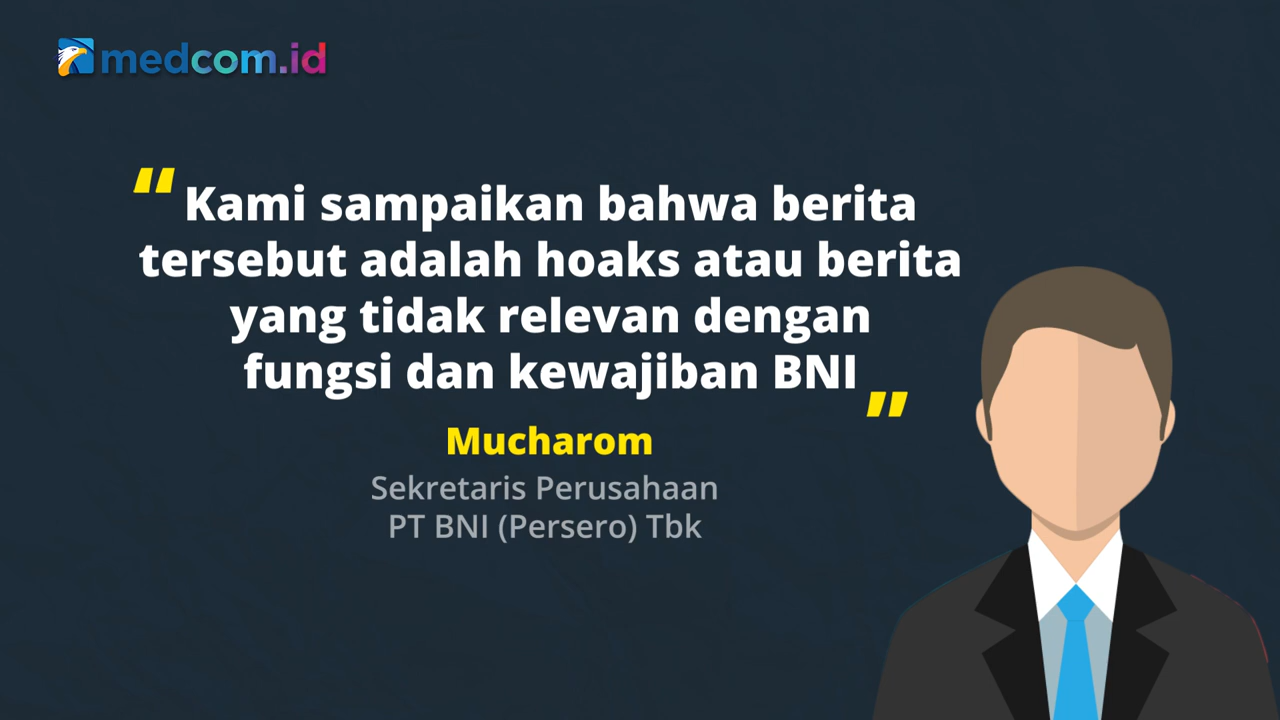 medcom.id
"Kami sampaikan bahwa berita
tersebut adalah hoaks atau berita
yang tidak relevan dengan
fungsi dan kewajiban BNI"
Mucharom
Sekretaris Perusahaan
PT BNI (Persero) Tbk